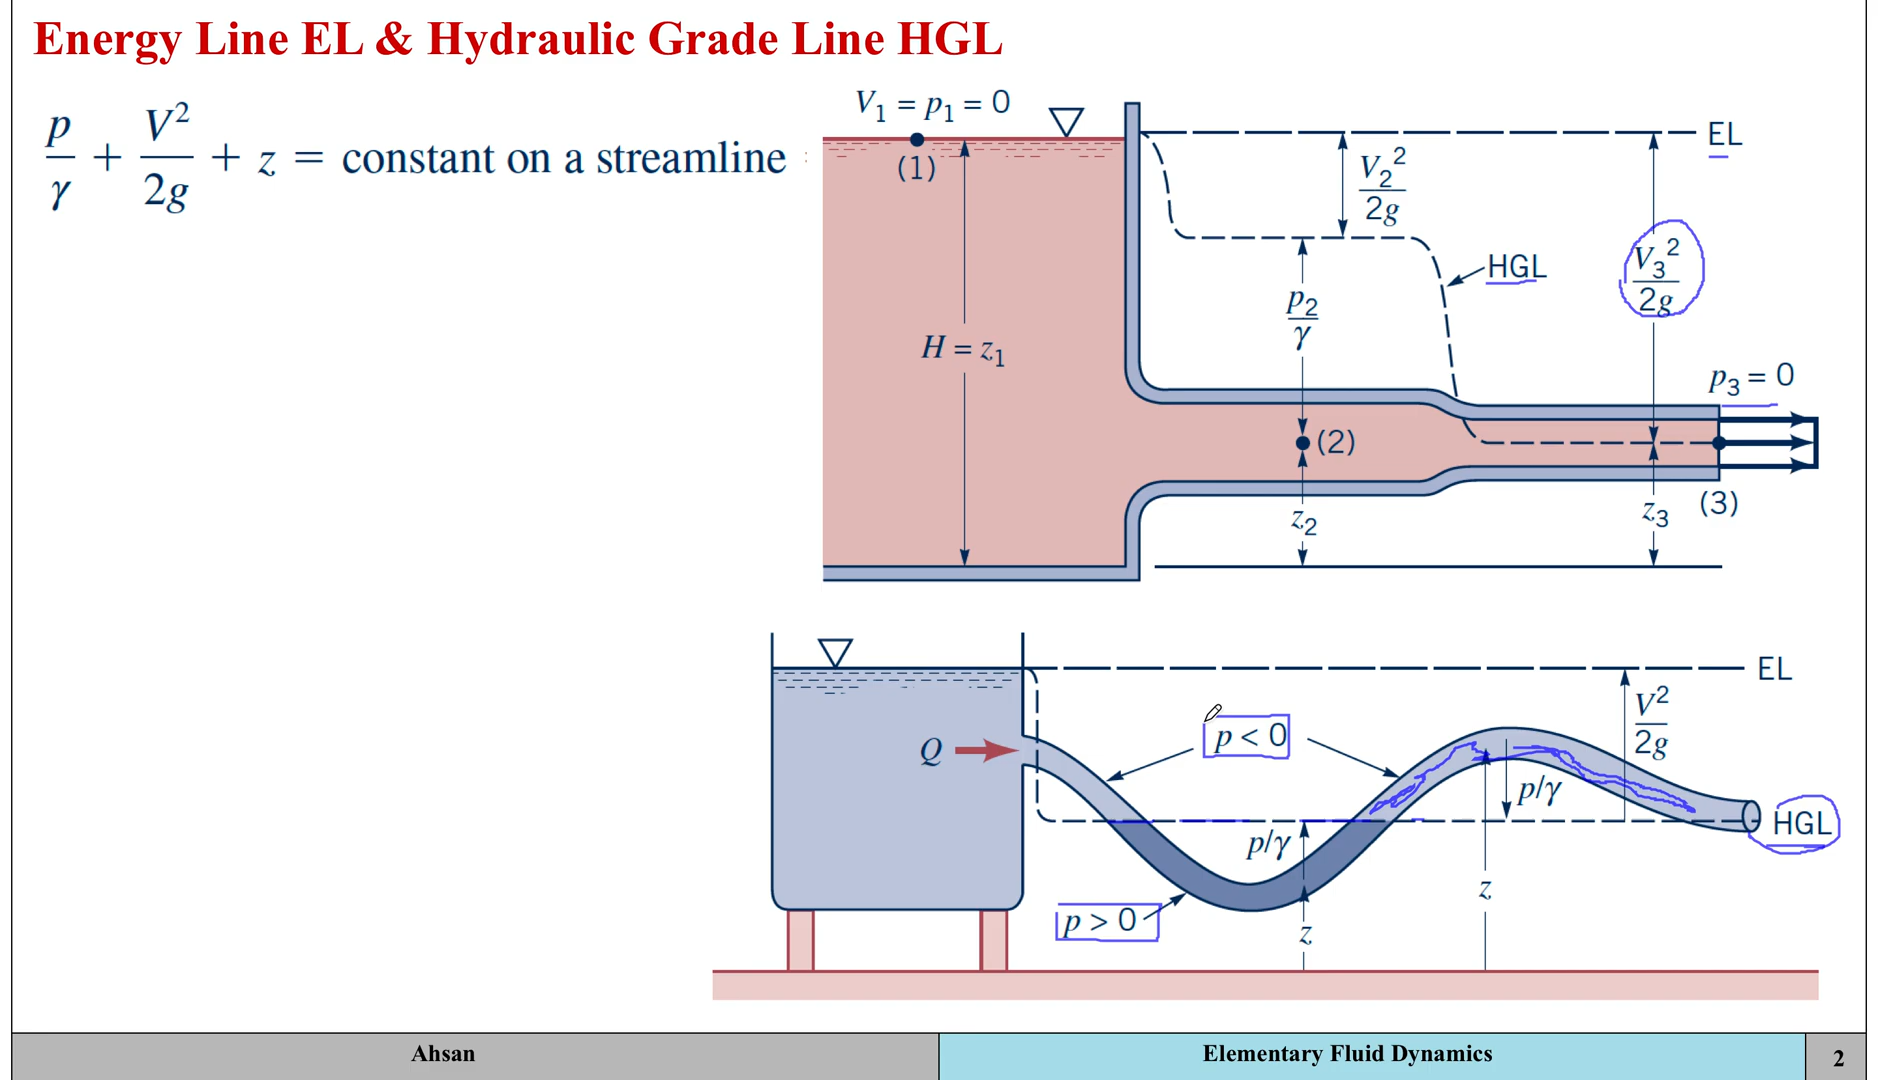 Energy Line EL & Hydraulic Grade Line HGL
p/γ + V²/2g + z = constant on a streamline
V₁ = p₁ = 0
(1)
H = z₁
EL
V₂²/2g
HGL
V₃²/2g
p₂/γ
p₃ = 0
(2)
z₂
z₃
(3)
EL
V²/2g
Q
p < 0
p/γ
HGL
p/γ
z
p > 0
z
Ahsan
Elementary Fluid Dynamics
2